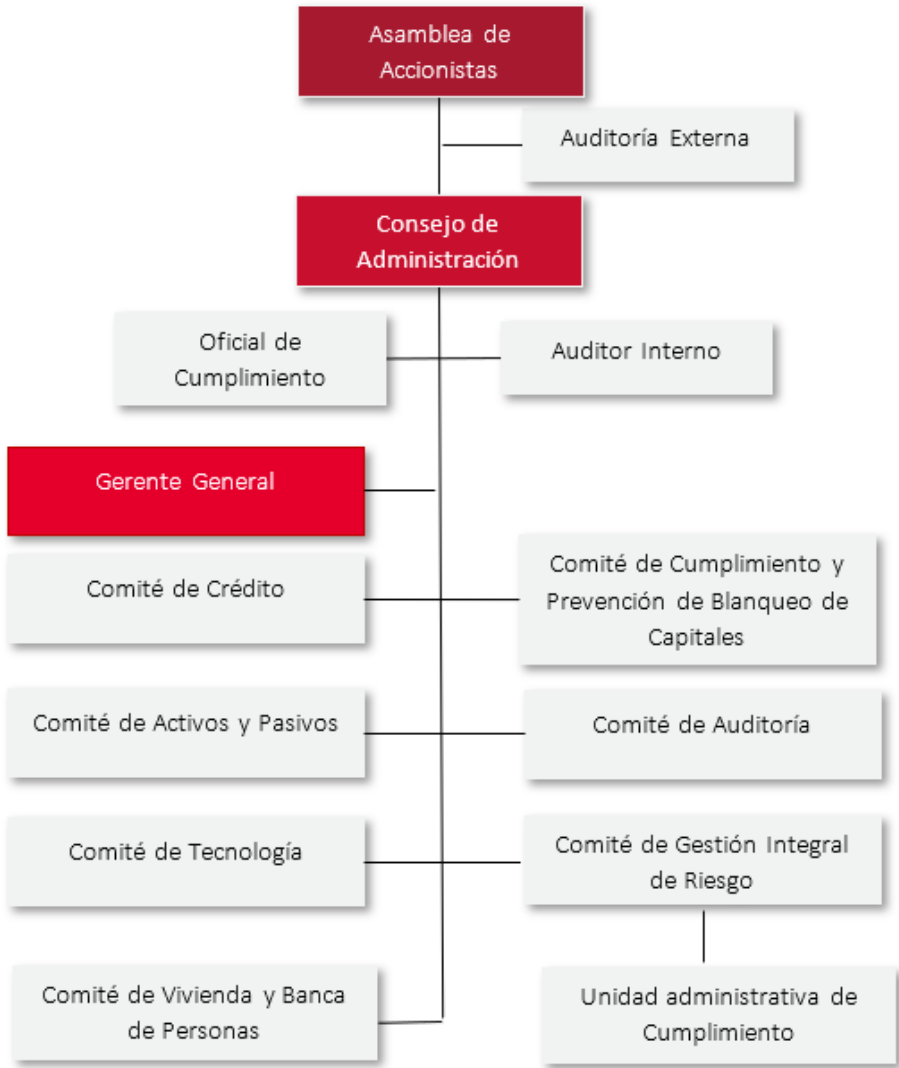 Asamblea de
Accionistas
Auditoría Externa
Consejo de
Administración
Oficial de
Cumplimiento
Auditor Interno
Gerente General
Comité de Crédito
Comité de Cumplimiento y
Prevención de Blanqueo de
Capitales
Comité de Activos y Pasivos
Comité de Auditoría
Comité de Tecnología
Comité de Gestión Integral
de Riesgo
Comité de Vivienda y Banca
de Personas
Unidad administrativa de
Cumplimiento